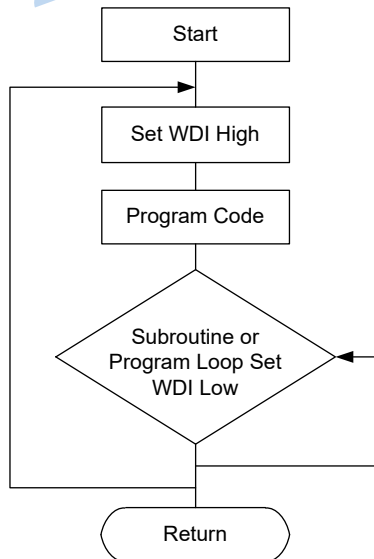 Start
Set WDI High
Program Code
Subroutine or
Program Loop Set
WDI Low
Return